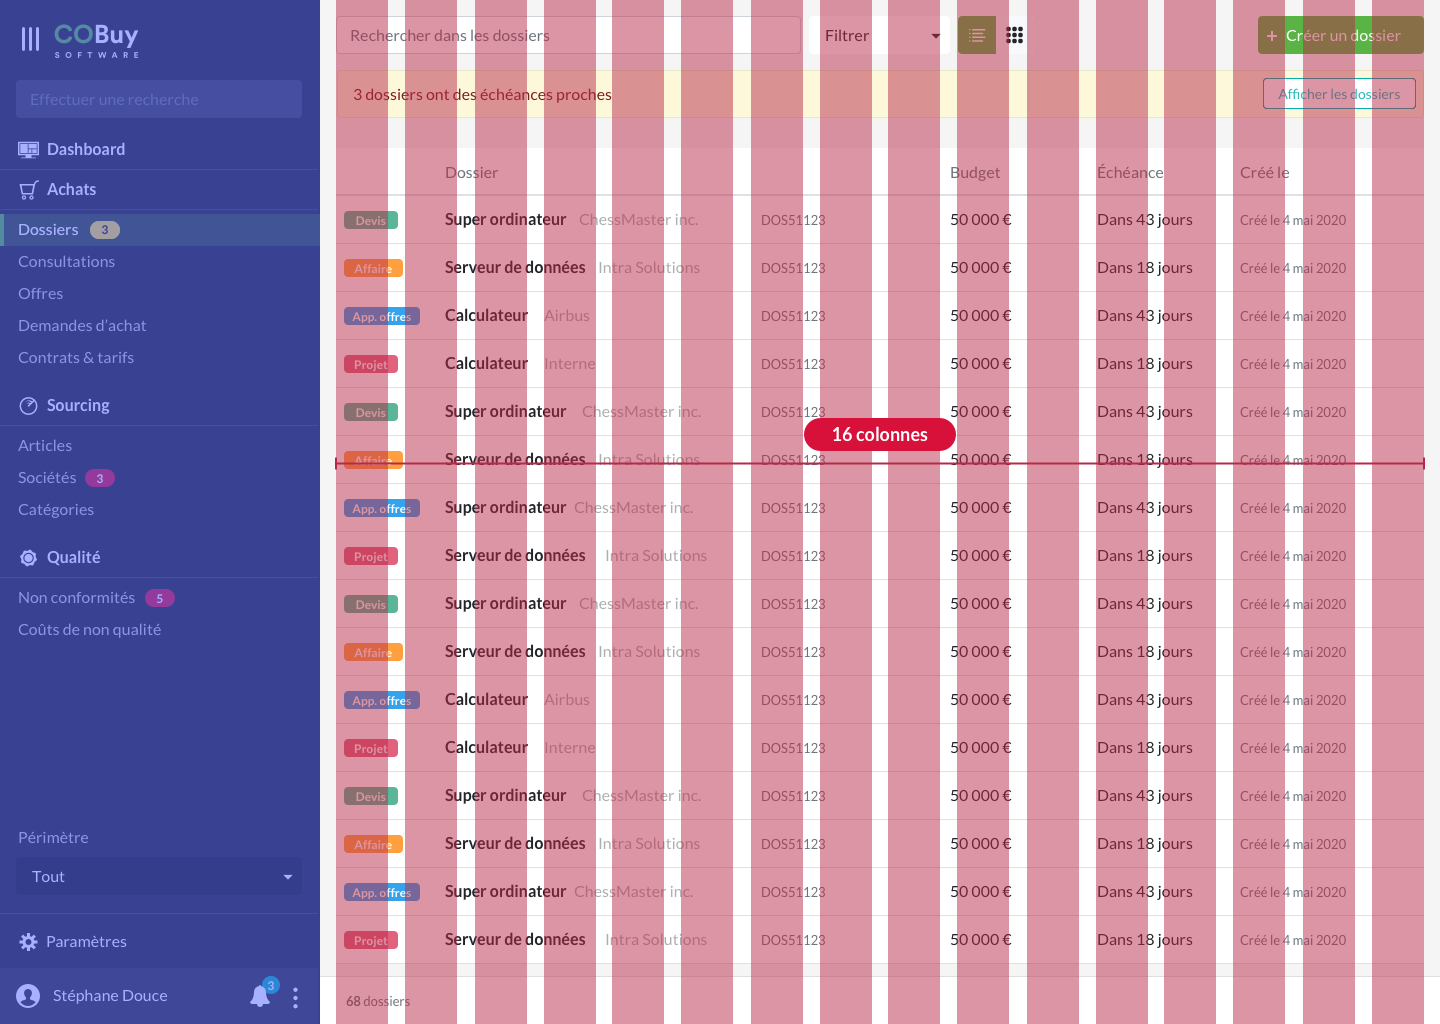 COBuy
SOFTWARE
Effectuer une recherche
Dashboard
Achats
Dossiers 3
Consultations
Offres
Demandes d'achat
Contrats & tarifs
Sourcing
Articles
Sociétés 3
Catégories
Qualité
Non conformités 5
Coûts de non qualité
Périmètre
Tout
Paramètres
Stéphane Douce 3
Rechercher dans les dossiers Filtrer + Créer un dossier
3 dossiers ont des échéances proches Afficher les dossiers
Dossier Budget Échéance Créé le
Devis Super ordinateur ChessMaster inc. DOS51123 50 000 € Dans 43 jours Créé le 4 mai 2020
Affaire Serveur de données Intra Solutions DOS51123 50 000 € Dans 18 jours Créé le 4 mai 2020
App. offres Calculateur Airbus DOS51123 50 000 € Dans 43 jours Créé le 4 mai 2020
Projet Calculateur Interne DOS51123 50 000 € Dans 18 jours Créé le 4 mai 2020
Devis Super ordinateur ChessMaster inc. DOS51123 50 000 € Dans 43 jours Créé le 4 mai 2020
16 colonnes
Affaire Serveur de données Intra Solutions DOS51123 50 000 € Dans 18 jours Créé le 4 mai 2020
App. offres Super ordinateur ChessMaster inc. DOS51123 50 000 € Dans 43 jours Créé le 4 mai 2020
Projet Serveur de données Intra Solutions DOS51123 50 000 € Dans 18 jours Créé le 4 mai 2020
Devis Super ordinateur ChessMaster inc. DOS51123 50 000 € Dans 43 jours Créé le 4 mai 2020
Affaire Serveur de données Intra Solutions DOS51123 50 000 € Dans 18 jours Créé le 4 mai 2020
App. offres Calculateur Airbus DOS51123 50 000 € Dans 43 jours Créé le 4 mai 2020
Projet Calculateur Interne DOS51123 50 000 € Dans 18 jours Créé le 4 mai 2020
Devis Super ordinateur ChessMaster inc. DOS51123 50 000 € Dans 43 jours Créé le 4 mai 2020
Affaire Serveur de données Intra Solutions DOS51123 50 000 € Dans 18 jours Créé le 4 mai 2020
App. offres Super ordinateur ChessMaster inc. DOS51123 50 000 € Dans 43 jours Créé le 4 mai 2020
Projet Serveur de données Intra Solutions DOS51123 50 000 € Dans 18 jours Créé le 4 mai 2020
68 dossiers